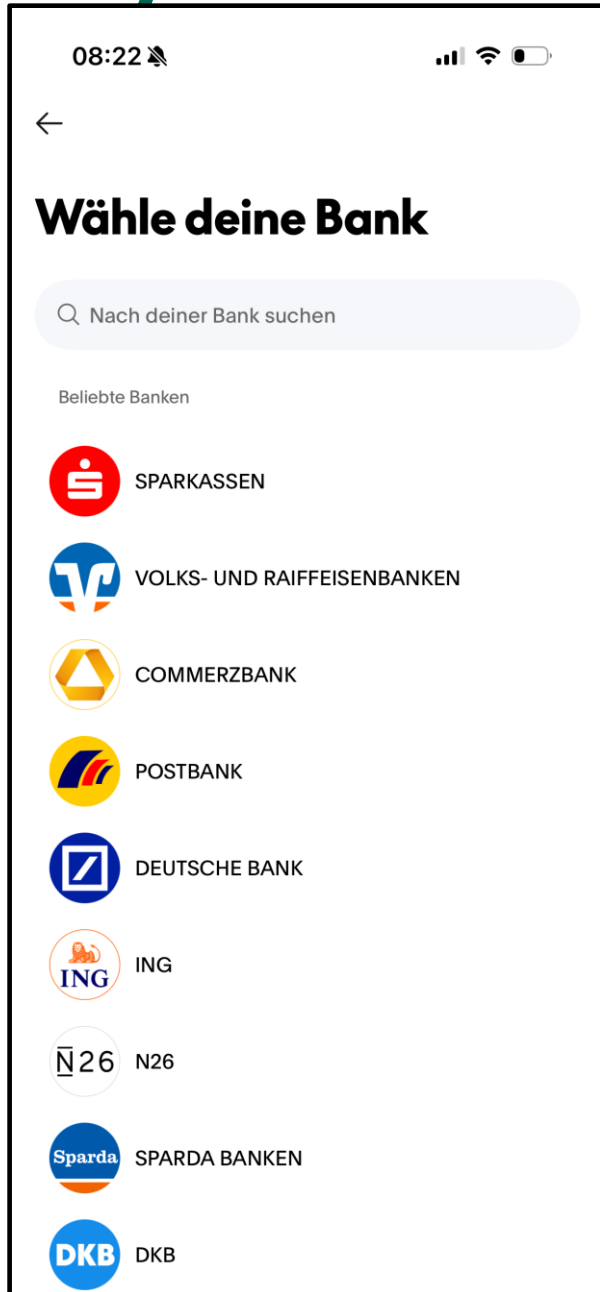 08:22
Wähle deine Bank
Nach deiner Bank suchen
Beliebte Banken
SPARKASSEN
VOLKS- UND RAIFFEISENBANKEN
COMMERZBANK
POSTBANK
DEUTSCHE BANK
ING
ING
N26
N26
Sparda
SPARDA BANKEN
DKB
DKB